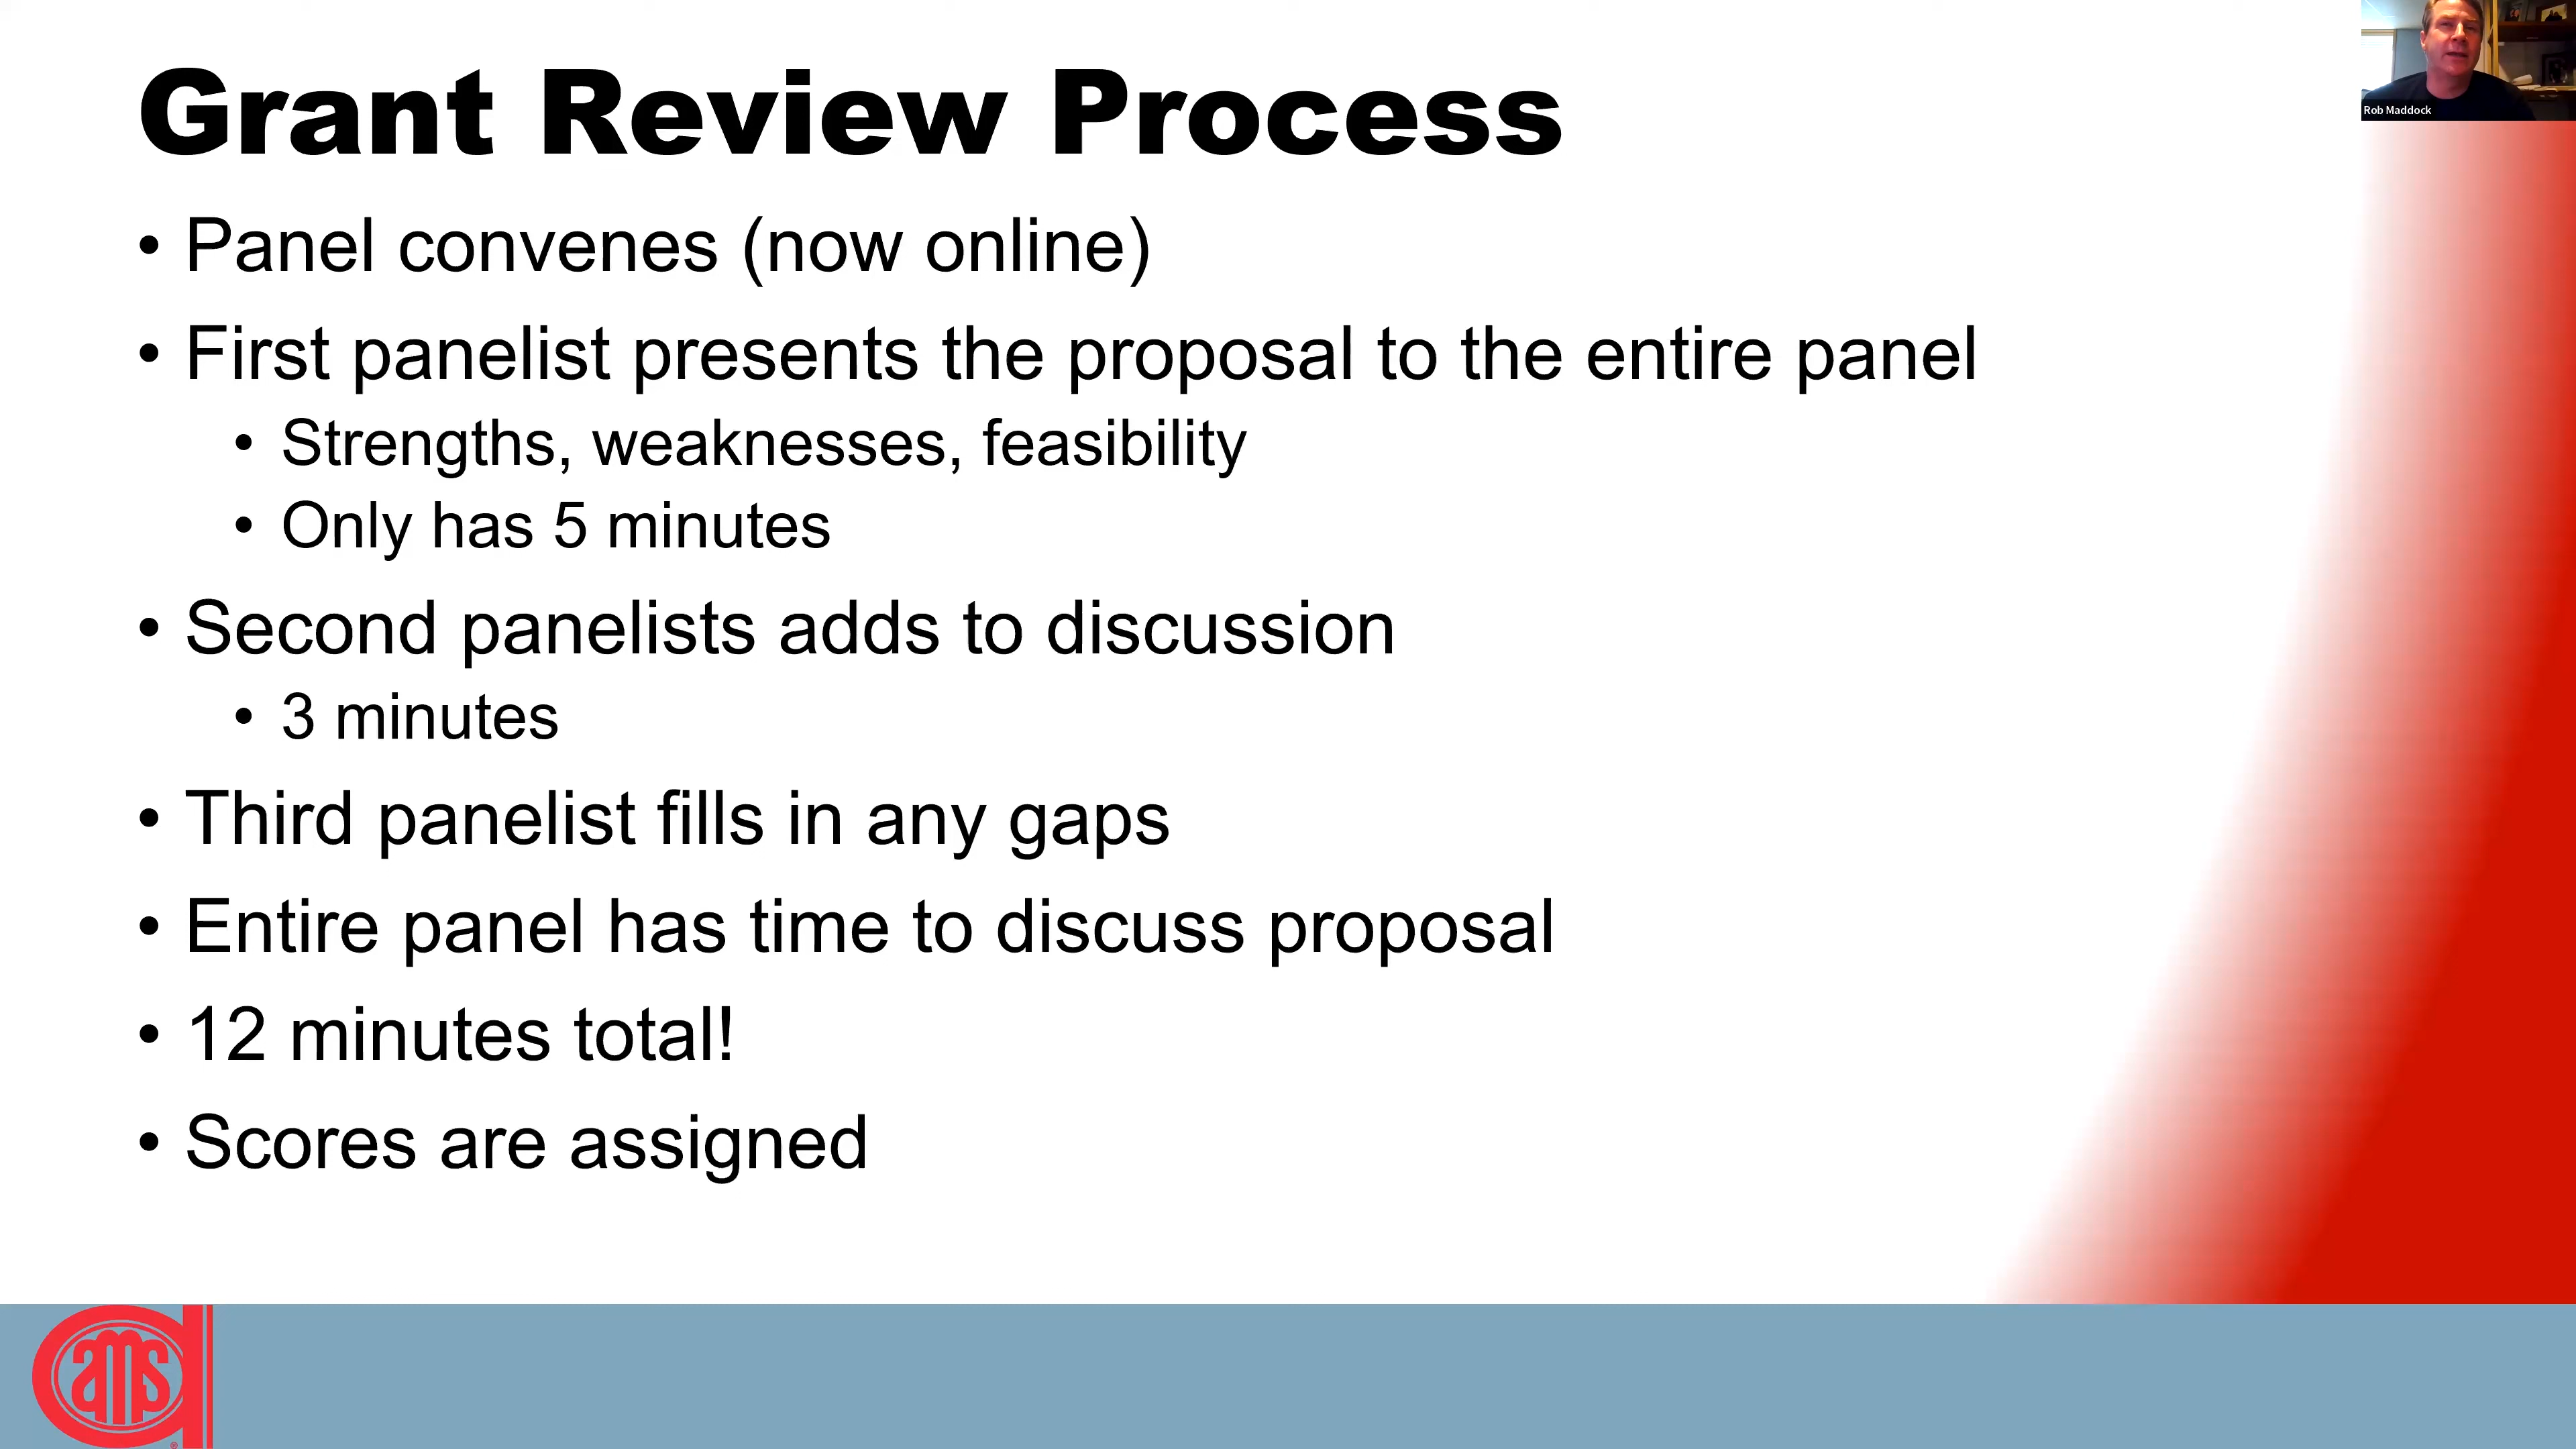 Grant Review Process
Rob Maddock
• Panel convenes (now online)
• First panelist presents the proposal to the entire panel
• Strengths, weaknesses, feasibility
• Only has 5 minutes
• Second panelists adds to discussion
• 3 minutes
• Third panelist fills in any gaps
• Entire panel has time to discuss proposal
• 12 minutes total!
• Scores are assigned
ams
®